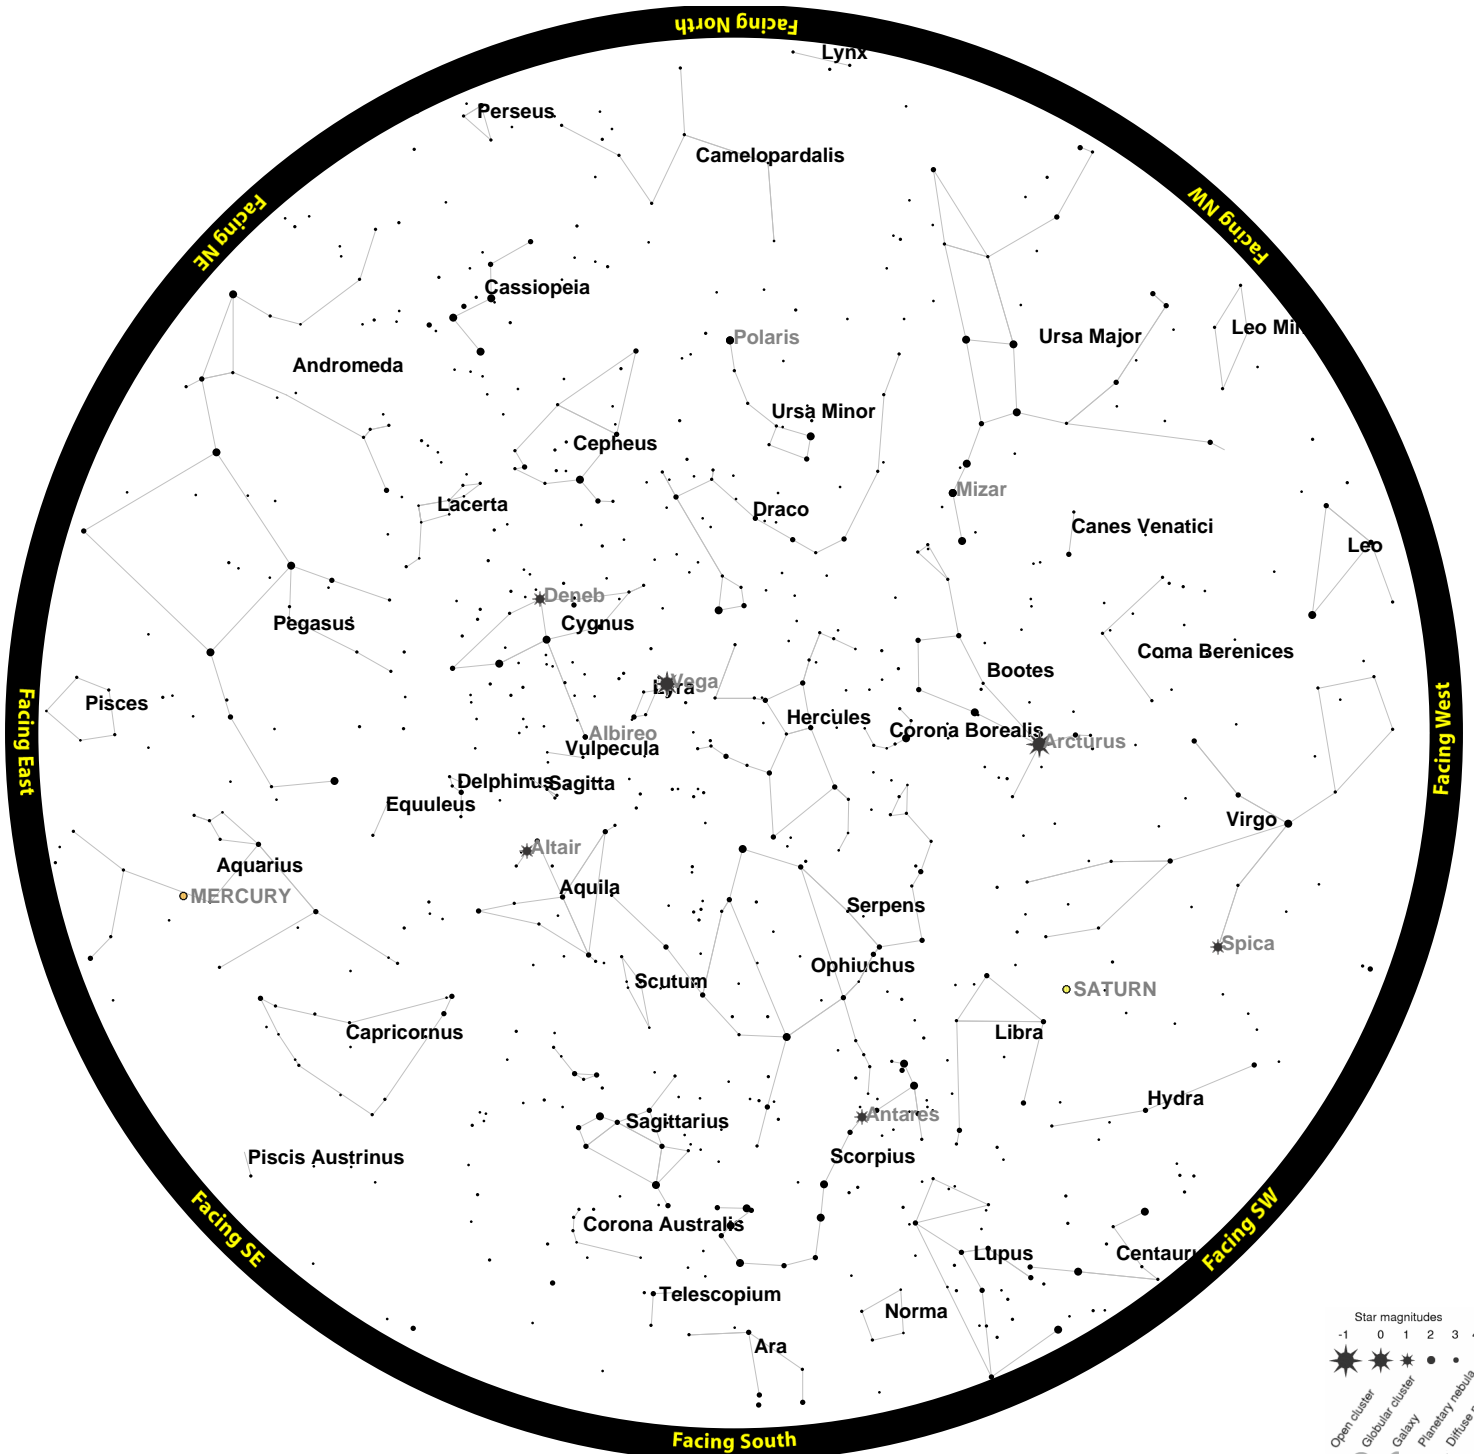 Facing North
Lynx
Perseus
Camelopardalis
Facing NE
Facing NW
Cassiopeia
Leo Min
Ursa Major
Polaris
Andromeda
Ursa Minor
Cepheus
Mizar
Lacerta
Draco
Canes Venatici
Leo
Deneb
Cygnus
Pegasus
Coma Berenices
Bootes
Vega
Lyra
Pisces
Hercules
Corona Borealis
Albireo
Arcturus
Facing East
Facing West
Vulpecula
Delphinus
Sagitta
Equuleus
Virgo
Altair
Aquarius
Aquila
MERCURY
Serpens
Spica
Ophiuchus
Scutum
SATURN
Capricornus
Libra
Hydra
Antares
Sagittarius
Piscis Austrinus
Scorpius
Facing SE
Facing SW
Corona Australis
Lupus
Centauru
Telescopium
Norma
Ara
Facing South
Star magnitudes
-1 0 1 2 3
Open cluster
Globular cluster
Galaxy
Planetary nebula
Diffuse